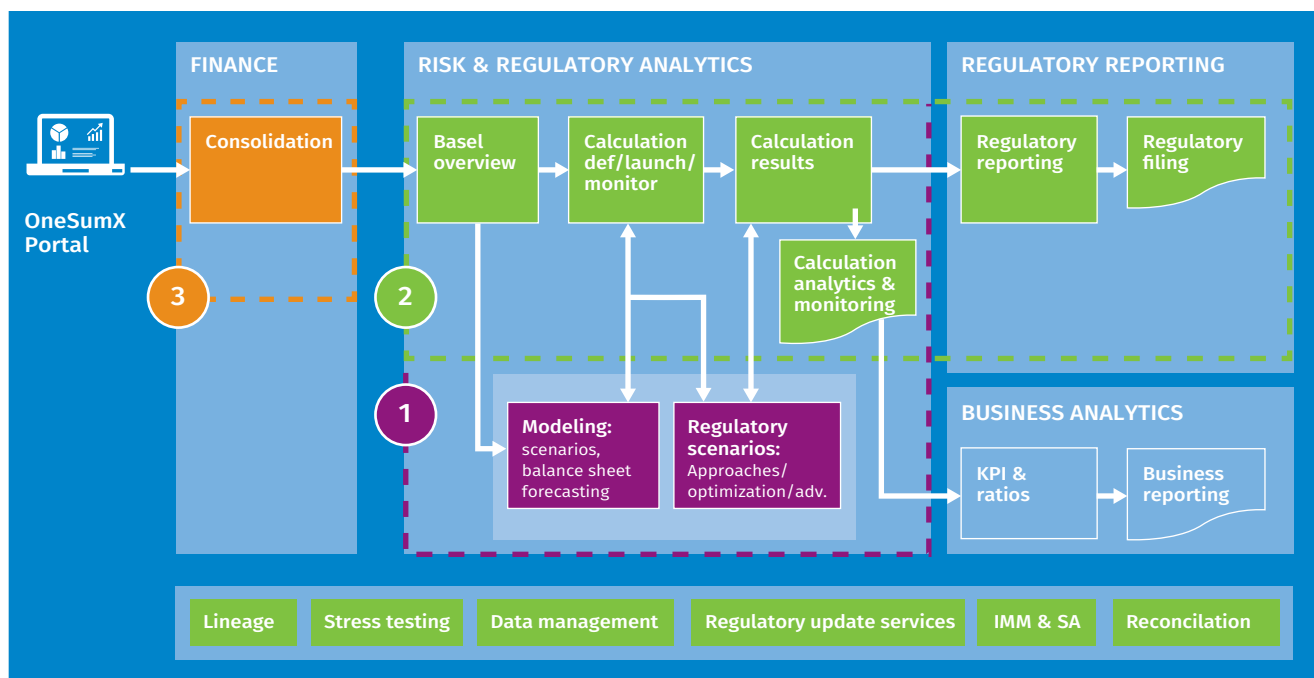 FINANCE
RISK & REGULATORY ANALYTICS
REGULATORY REPORTING
OneSumX
Portal
Consolidation
Basel
overview
Calculation
def/launch/
monitor
Calculation
results
Regulatory
reporting
Regulatory
filing
Calculation
analytics &
monitoring
3
2
1
Modeling:
scenarios,
balance sheet
forecasting
Regulatory
scenarios:
Approaches/
optimization/adv.
BUSINESS ANALYTICS
KPI &
ratios
Business
reporting
Lineage
Stress testing
Data management
Regulatory update services
IMM & SA
Reconcilation